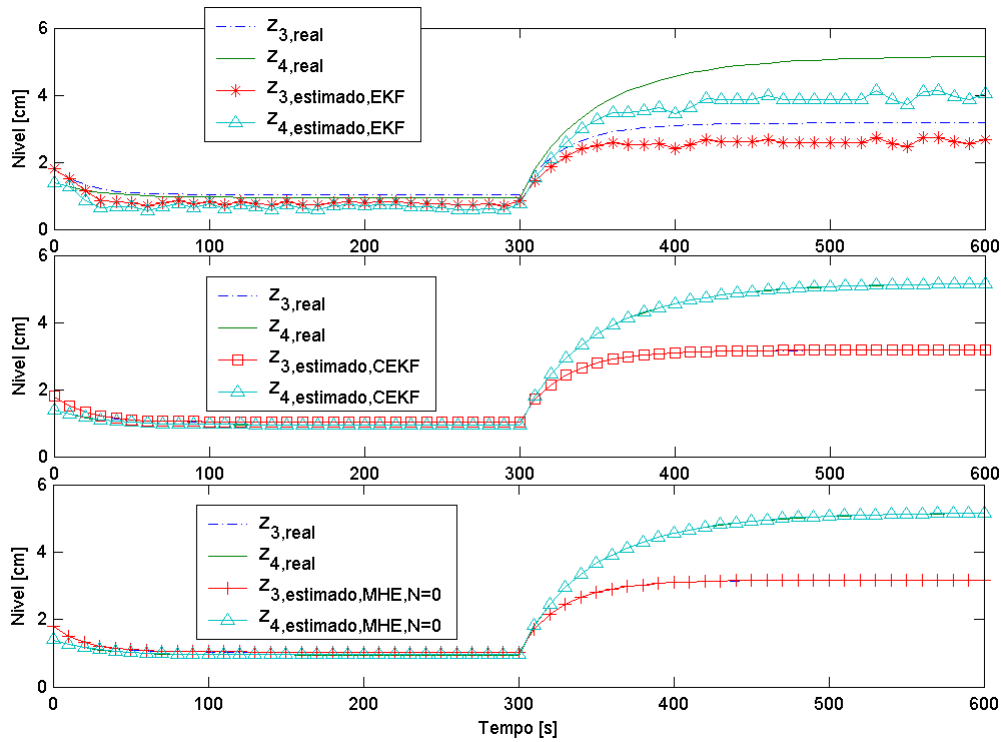 6
4
2
0
Nivel [cm]
z3,real
z4,real
z3,estimado,EKF
z4,estimado,EKF
0 100 200 300 400 500 600
6
4
2
0
Nivel [cm]
z3,real
z4,real
z3,estimado,CEKF
z4,estimado,CEKF
0 100 200 300 400 500 600
6
4
2
0
Nivel [cm]
z3,real
z4,real
z3,estimado,MHE,N=0
z4,estimado,MHE,N=0
0 100 200 300 400 500 600
Tempo [s]